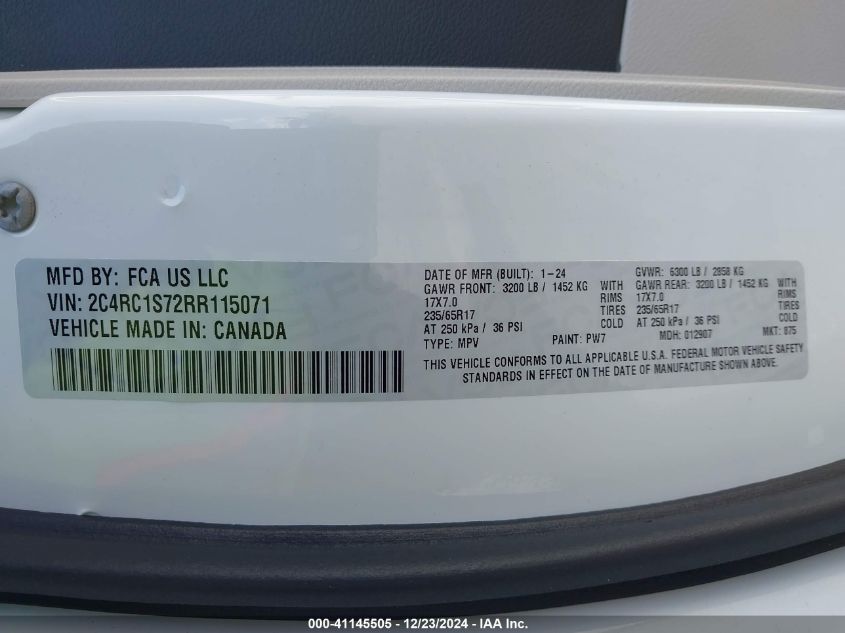 MFD BY: FCA US LLC
VIN: 2C4RC1S72RR115071
VEHICLE MADE IN: CANADA
DATE OF MFR (BUILT): 1-24 GVWR: 6300 LB / 2858 KG
GAWR FRONT: 3200 LB / 1452 KG WITH GAWR REAR: 3200 LB / 1452 KG WITH
17X7.0 RIMS 17X7.0 RIMS
235/65R17 TIRES 235/65R17 TIRES
AT 250 kPa / 36 PSI COLD AT 250 kPa / 36 PSI COLD
TYPE: MPV PAINT: PW7 MDH: 012907 MKT: 875
THIS VEHICLE CONFORMS TO ALL APPLICABLE U.S.A. FEDERAL MOTOR VEHICLE SAFETY
STANDARDS IN EFFECT ON THE DATE OF MANUFACTURE SHOWN ABOVE.
000-41145505 - 12/23/2024 - IAA Inc.